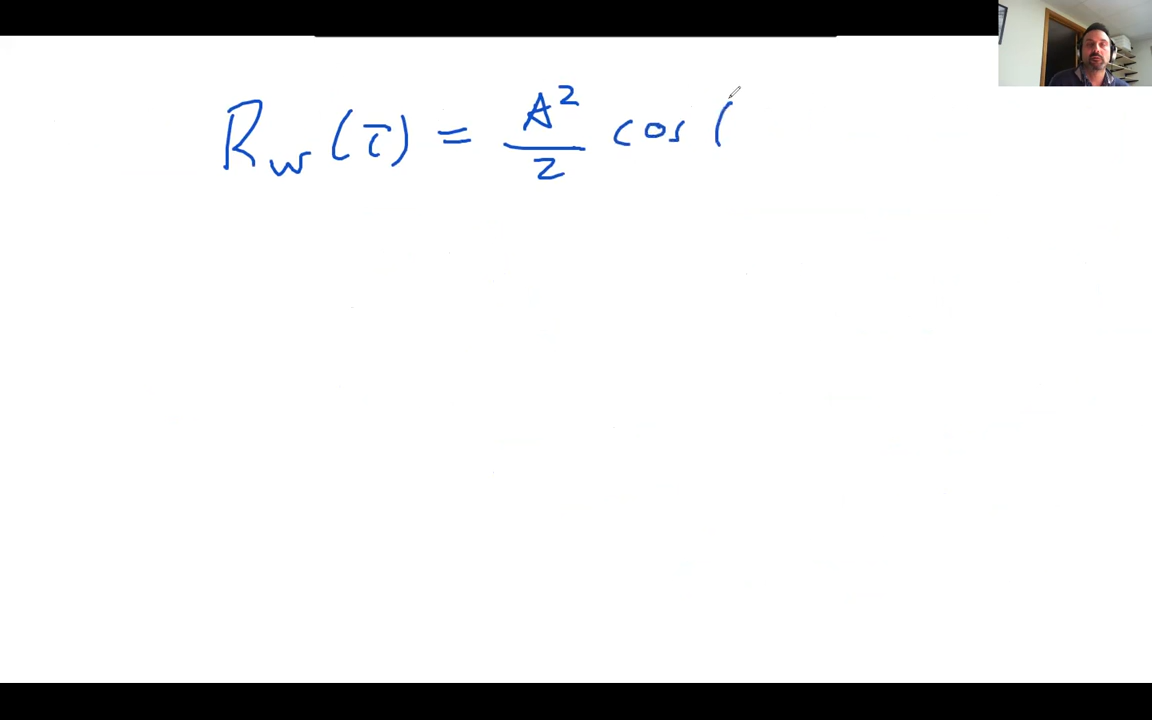 R_w (τ) = A²/2 cos (